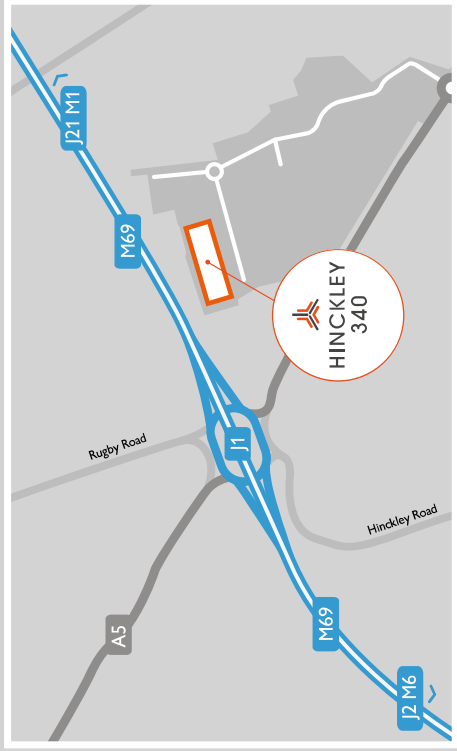 J21 M1
M69
HINCKLEY
340
J1
Rugby Road
Hinckley Road
A5
M69
J2 M6